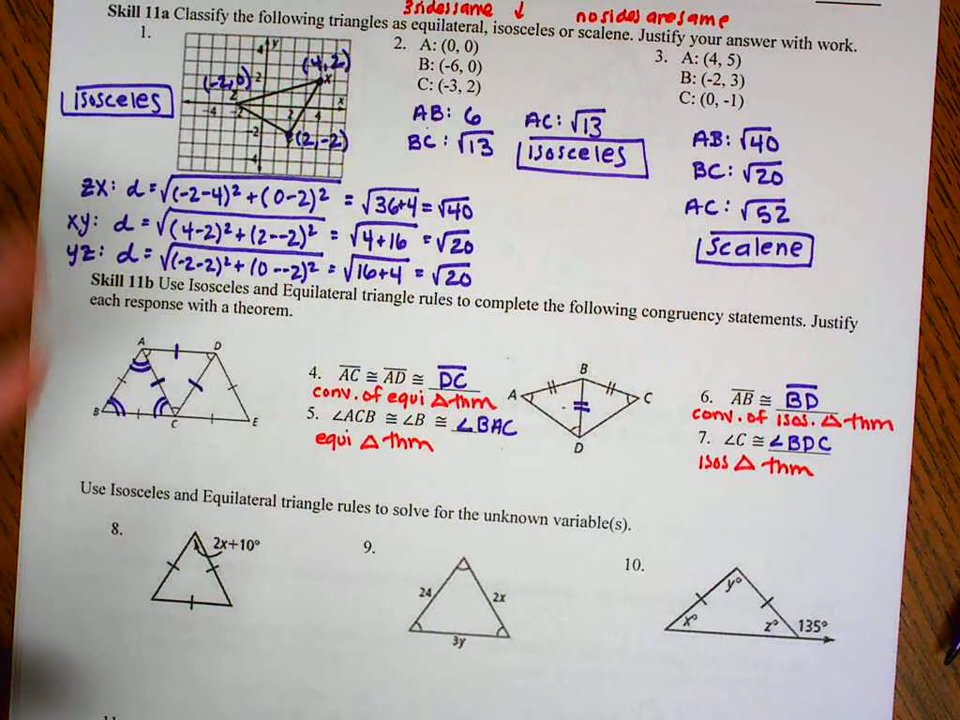 3 sides same ↓ no sides are same
Skill 11a Classify the following triangles as equilateral, isosceles or scalene. Justify your answer with work.
1.
y
4
(-2,0) 2 (4,2)
Z X x
-4 -2 2 4
-2 Y (2,-2)
-4
Isosceles
ZX: d = √(-2-4)² + (0-2)² = √36+4 = √40
XY: d = √(4-2)² + (2--2)² = √4+16 = √20
YZ: d = √(-2-2)² + (0--2)² = √16+4 = √20
2. A: (0, 0)
B: (-6, 0)
C: (-3, 2)
AB: 6 AC: √13
BC: √13 Isosceles
3. A: (4, 5)
B: (-2, 3)
C: (0, -1)
AB: √40
BC: √20
AC: √52
Scalene
Skill 11b Use Isosceles and Equilateral triangle rules to complete the following congruency statements. Justify
each response with a theorem.
A D
B C E
4. AC ≅ AD ≅ DC
conv. of equi Δ thm
5. ∠ACB ≅ ∠B ≅ ∠BAC
equi Δ thm
B
A C
D
6. AB ≅ BD
conv. of isos. Δ thm
7. ∠C ≅ ∠BDC
Isos Δ thm
Use Isosceles and Equilateral triangle rules to solve for the unknown variable(s).
8. 2x+10°
9.
24 2x
3y
10.
y°
x° z° 135°